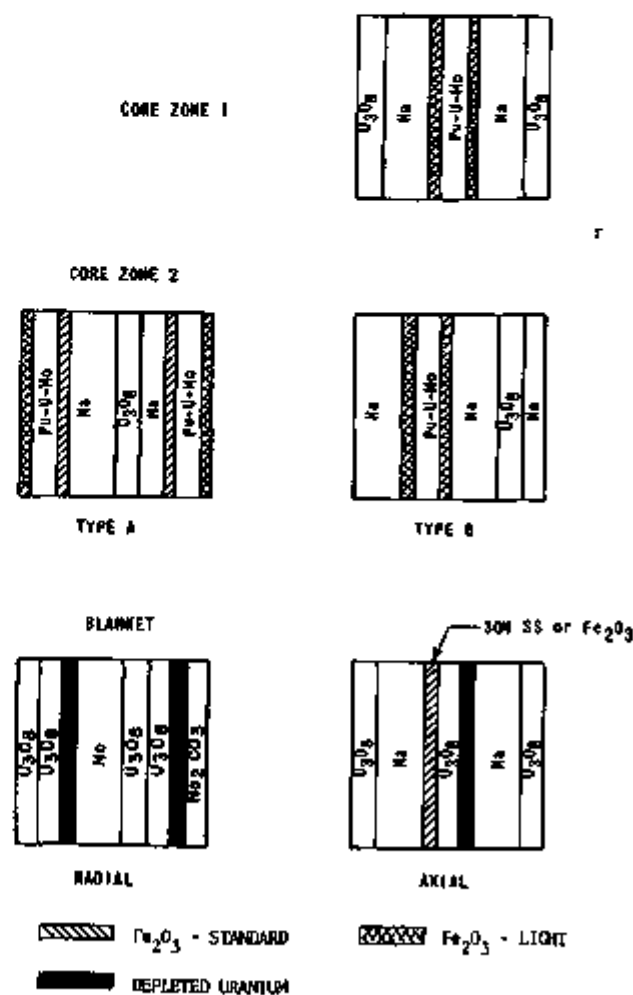 CORE ZONE 1
U₃O₈
Na
Pu-U-Mo
Na
U₃O₈
CORE ZONE 2
Pu-U-Mo
Na
U₃O₈
Na
Pu-U-Mo
TYPE A
Na
Pu-U-Mo
Na
U₃O₈
Na
TYPE B
BLANKET
304 SS or Fe₂O₃
U₃O₈
U₃O₈
Na
U₃O₈
U₃O₈
Na₂CO₃
RADIAL
U₃O₈
Na
U₃O₈
Na
U₃O₈
AXIAL
Fe₂O₃ - STANDARD
Fe₂O₃ - LIGHT
DEPLETED URANIUM